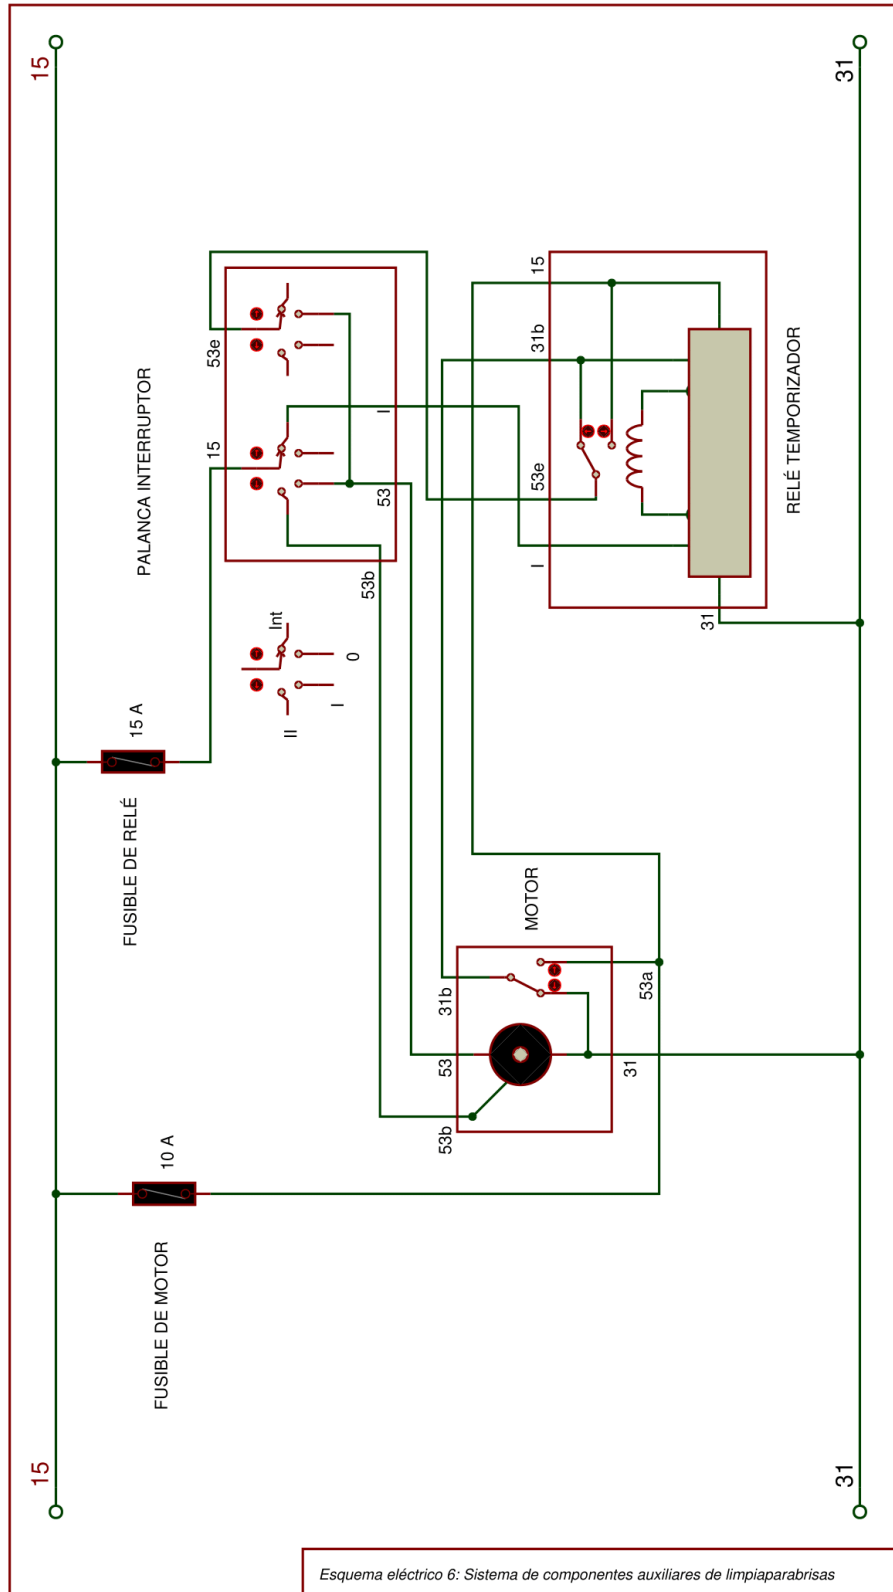 15
31
15
31b
53e
I
31
RELÉ TEMPORIZADOR
PALANCA INTERRUPTOR
53e
15
I
53
53b
Int
0
I
II
15 A
FUSIBLE DE RELÉ
MOTOR
31b
53
53b
31
53a
10 A
FUSIBLE DE MOTOR
15
31
Esquema eléctrico 6: Sistema de componentes auxiliares de limpiaparabrisas